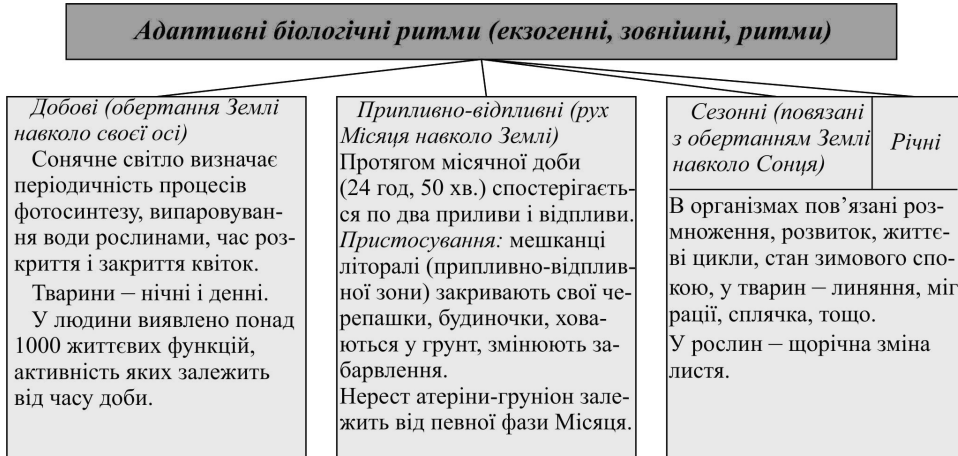 Адаптивні біологічні ритми (екзогенні, зовнішні, ритми)
Добові (обертання Землі
навколо своєї осі)
Сонячне світло визначає
періодичність процесів
фотосинтезу, випаровуван-
ня води рослинами, час роз-
криття і закриття квіток.
Тварини – нічні і денні.
У людини виявлено понад
1000 життєвих функцій,
активність яких залежить
від часу доби.
Припливно-відпливні (рух
Місяця навколо Землі)
Протягом місячної доби
(24 год, 50 хв.) спостерігаєть-
ся по два приливи і відпливи.
Пристосування: мешканці
літоралі (припливно-відплив-
ної зони) закривають свої че-
репашки, будиночки, хова-
ються у грунт, змінюють за-
барвлення.
Нерест атеріни-груніон зале-
жить від певної фази Місяця.
Сезонні (повязані
з обертанням Землі
навколо Сонця)
Річні
В організмах пов’язані роз-
множення, розвиток, життє-
ві цикли, стан зимового спо-
кою, у тварин – линяння, міг
рації, сплячка, тощо.
У рослин – щорічна зміна
листя.